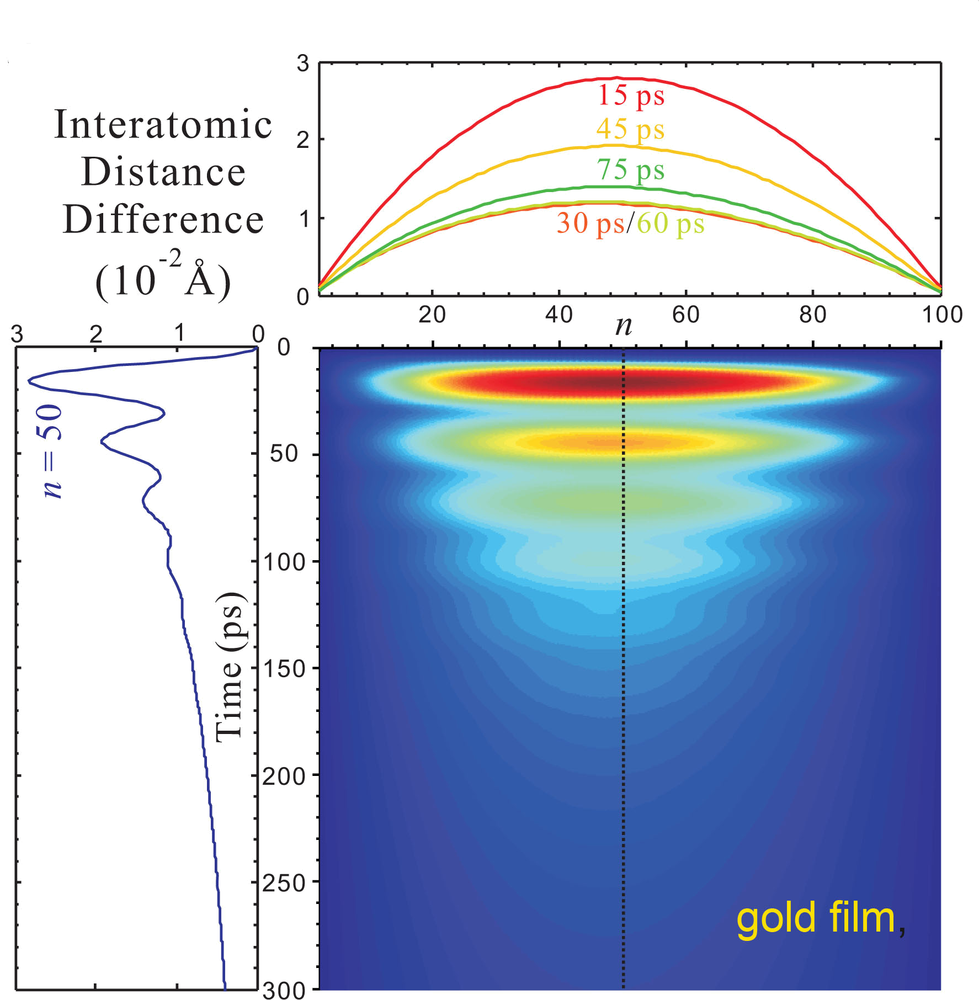 3
2
1
0
15 ps
45 ps
75 ps
30 ps/60 ps
Interatomic
Distance
Difference
(10⁻² Å)
20 40 60 80 100
n
3 2 1 0
n = 50
Time (ps)
0
50
100
150
200
250
300
gold film,